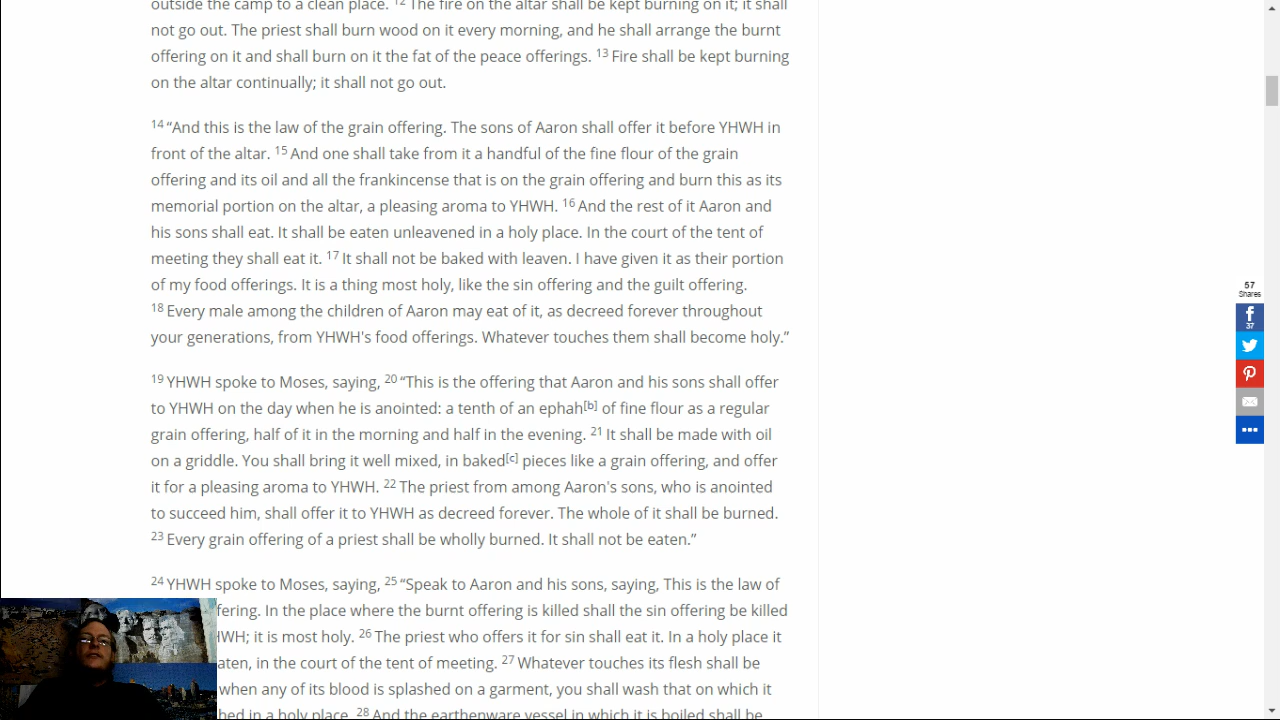 outside the camp to a clean place. 12 The fire on the altar shall be kept burning on it; it shall
not go out. The priest shall burn wood on it every morning, and he shall arrange the burnt
offering on it and shall burn on it the fat of the peace offerings. 13 Fire shall be kept burning
on the altar continually; it shall not go out.
14 “And this is the law of the grain offering. The sons of Aaron shall offer it before YHWH in
front of the altar. 15 And one shall take from it a handful of the fine flour of the grain
offering and its oil and all the frankincense that is on the grain offering and burn this as its
memorial portion on the altar, a pleasing aroma to YHWH. 16 And the rest of it Aaron and
his sons shall eat. It shall be eaten unleavened in a holy place. In the court of the tent of
meeting they shall eat it. 17 It shall not be baked with leaven. I have given it as their portion
of my food offerings. It is a thing most holy, like the sin offering and the guilt offering.
18 Every male among the children of Aaron may eat of it, as decreed forever throughout
your generations, from YHWH's food offerings. Whatever touches them shall become holy.”
19 YHWH spoke to Moses, saying, 20 “This is the offering that Aaron and his sons shall offer
to YHWH on the day when he is anointed: a tenth of an ephah[b] of fine flour as a regular
grain offering, half of it in the morning and half in the evening. 21 It shall be made with oil
on a griddle. You shall bring it well mixed, in baked[c] pieces like a grain offering, and offer
it for a pleasing aroma to YHWH. 22 The priest from among Aaron's sons, who is anointed
to succeed him, shall offer it to YHWH as decreed forever. The whole of it shall be burned.
23 Every grain offering of a priest shall be wholly burned. It shall not be eaten.”
24 YHWH spoke to Moses, saying, 25 “Speak to Aaron and his sons, saying, This is the law of
fering. In the place where the burnt offering is killed shall the sin offering be killed
WH; it is most holy. 26 The priest who offers it for sin shall eat it. In a holy place it
aten, in the court of the tent of meeting. 27 Whatever touches its flesh shall be
when any of its blood is splashed on a garment, you shall wash that on which it
hed in a holy place. 28 And the earthenware vessel in which it is boiled shall be
57
Shares
37